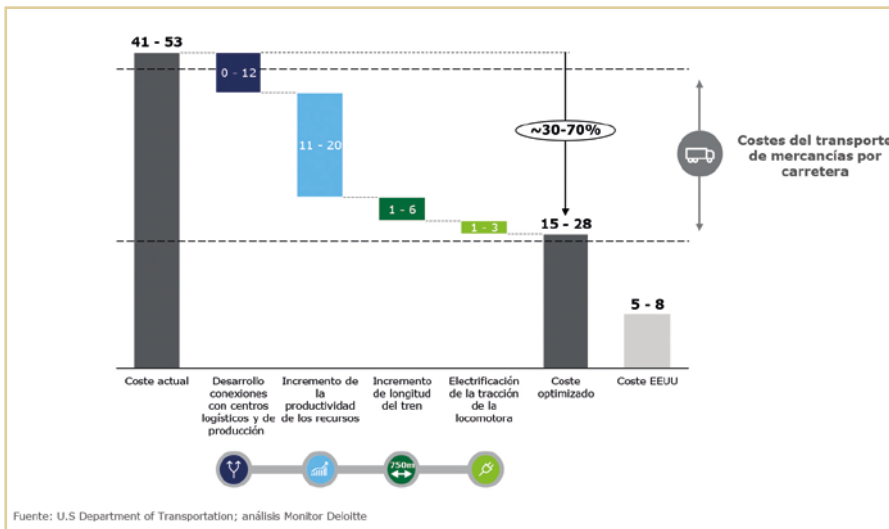 41 - 53
0 - 12
11 - 20
1 - 6
1 - 3
~30-70%
15 - 28
5 - 8
Costes del transporte
de mercancías por
carretera
Coste actual
Desarrollo
conexiones
con centros
logísticos y de
producción
Incremento de
la
productividad
de los recursos
Incremento
de longitud
del tren
Electrificación
de la tracción
de la
locomotora
Coste
optimizado
Coste EEUU
750m
Fuente: U.S Department of Transportation; análisis Monitor Deloitte